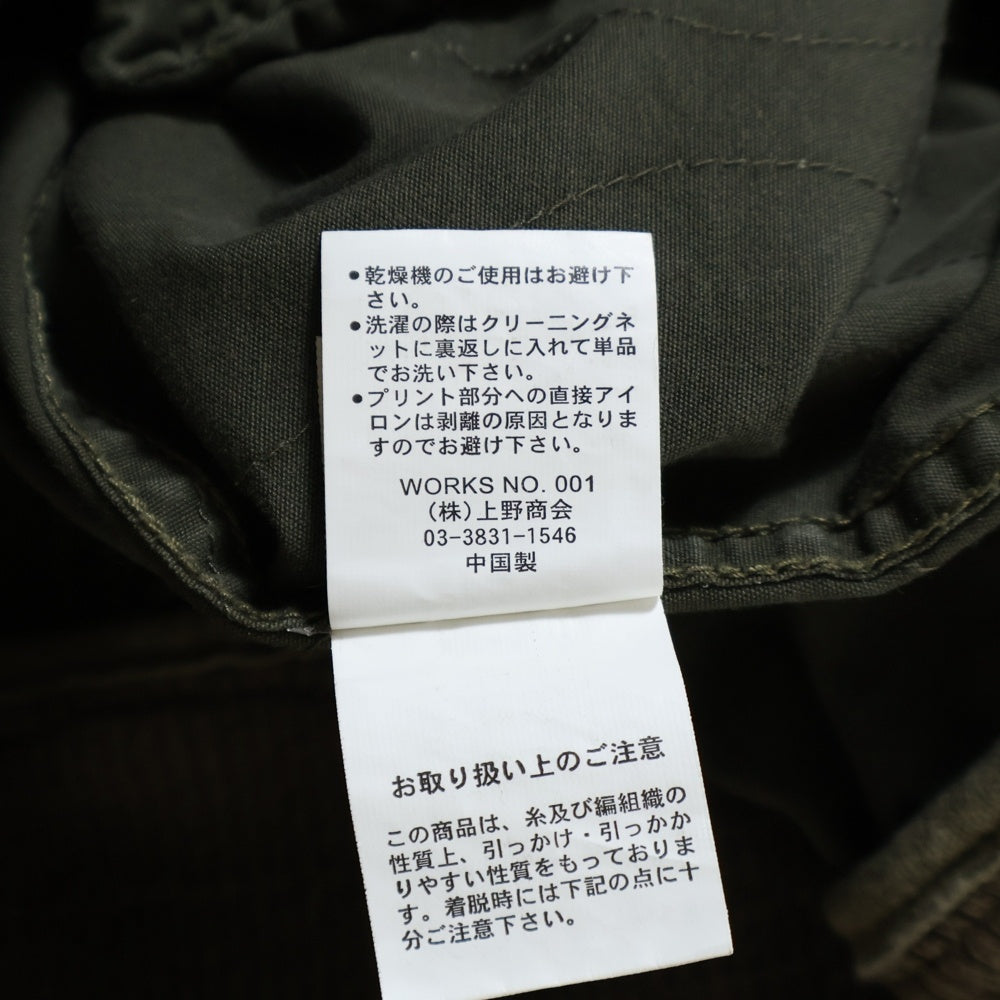 ●乾燥機のご使用はお避け下
さい。
●洗濯の際はクリーニングネ
ットに裏返しに入れて単品
でお洗い下さい。
●プリント部分への直接アイ
ロンは剥離の原因となりま
すのでお避け下さい。
WORKS NO. 001
(株)上野商会
03-3831-1546
中国製
お取り扱い上のご注意
この商品は、糸及び編組織の
性質上、引っかけ・引っかか
りやすい性質をもっておりま
す。着脱時には下記の点に十
分ご注意下さい。